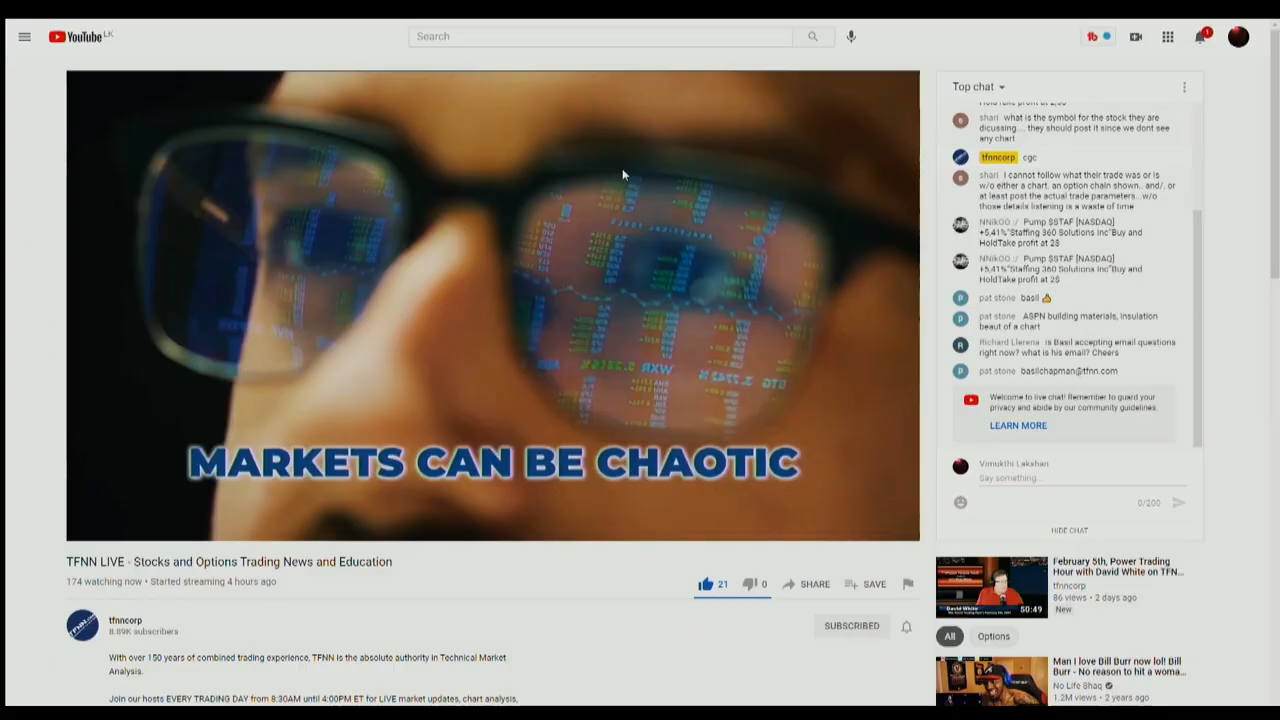 YouTube LK
Search
1
MARKETS CAN BE CHAOTIC
WXR
TFNN LIVE - Stocks and Options Trading News and Education
174 watching now • Started streaming 4 hours ago
21
0
SHARE
SAVE
tfnncorp
8.89K subscribers
SUBSCRIBED
With over 150 years of combined trading experience, TFNN is the absolute authority in Technical Market
Analysis.
Join our hosts EVERY TRADING DAY from 8:30AM until 4:00PM ET for LIVE market updates, chart analysis,
Top chat
shari what is the symbol for the stock they are
dicussing.... they should post it since we dont see
any chart
tfnncorp cgc
shari I cannot follow what their trade was or is
w/o either a chart, an option chain shown.. and/. or
at least post the actual trade parameters...w/o
those details listening is a waste of time
NNikOO :/ Pump $STAF [NASDAQ]
+5,41%"Staffing 360 Solutions Inc"Buy and
HoldTake profit at 2$
NNikOO :/ Pump $STAF [NASDAQ]
+5,41%"Staffing 360 Solutions Inc"Buy and
HoldTake profit at 2$
pat stone basil 👍
pat stone ASPN building materials, insulation
beaut of a chart
Richard Llerena is Basil accepting email questions
right now? what is his email? Cheers
pat stone basilchapman@tfnn.com
Welcome to live chat! Remember to guard your
privacy and abide by our community guidelines.
LEARN MORE
Vimukthi Lakshan
Say something...
0/200
HIDE CHAT
February 5th, Power Trading
Hour with David White on TFN...
tfnncorp
86 views • 2 days ago
New
David White
50:49
All
Options
Man I love Bill Burr now lol! Bill
Burr - No reason to hit a woma...
No Life Shaq
1.2M views • 2 years ago